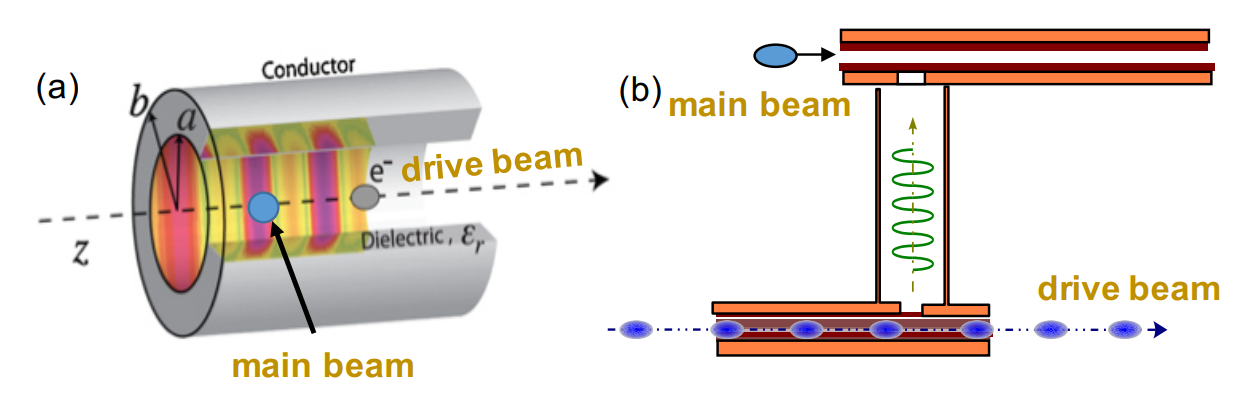 (a)
Conductor
b
a
e⁻ drive beam
z
Dielectric, εᵣ
main beam
(b)
main beam
drive beam